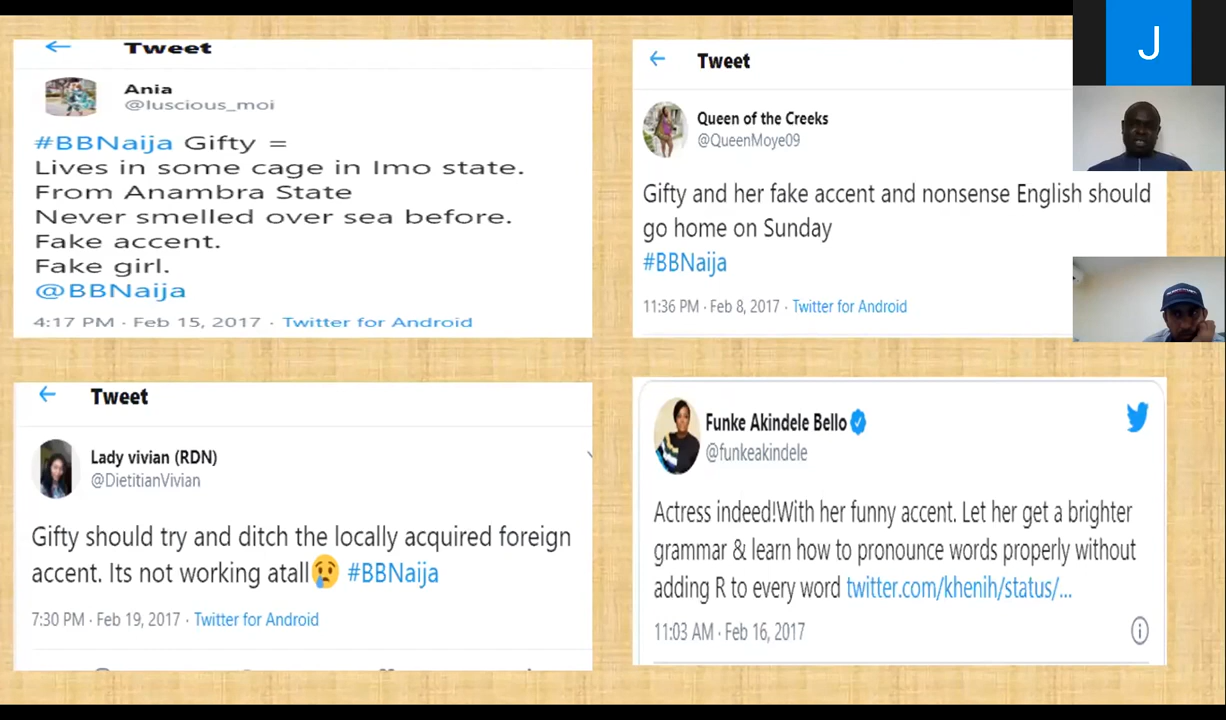 Tweet
Ania
@luscious_moi
#BBNaija Gifty =
Lives in some cage in Imo state.
From Anambra State
Never smelled over sea before.
Fake accent.
Fake girl.
@BBNaija
4:17 PM · Feb 15, 2017 · Twitter for Android
Tweet
Queen of the Creeks
@QueenMoye09
Gifty and her fake accent and nonsense English should
go home on Sunday
#BBNaija
11:36 PM · Feb 8, 2017 · Twitter for Android
Tweet
Lady vivian (RDN)
@DietitianVivian
Gifty should try and ditch the locally acquired foreign
accent. Its not working atall😢 #BBNaija
7:30 PM · Feb 19, 2017 · Twitter for Android
Funke Akindele Bello
@funkeakindele
Actress indeed!With her funny accent. Let her get a brighter
grammar & learn how to pronounce words properly without
adding R to every word twitter.com/khenih/status/...
11:03 AM · Feb 16, 2017
J